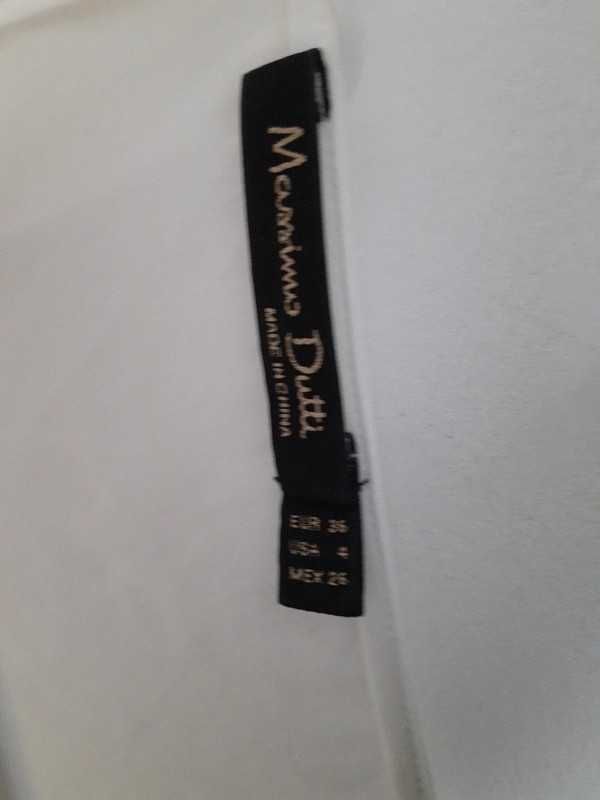 Massimo Dutti
MADE IN CHINA
EUR 36
USA 4
MEX 26